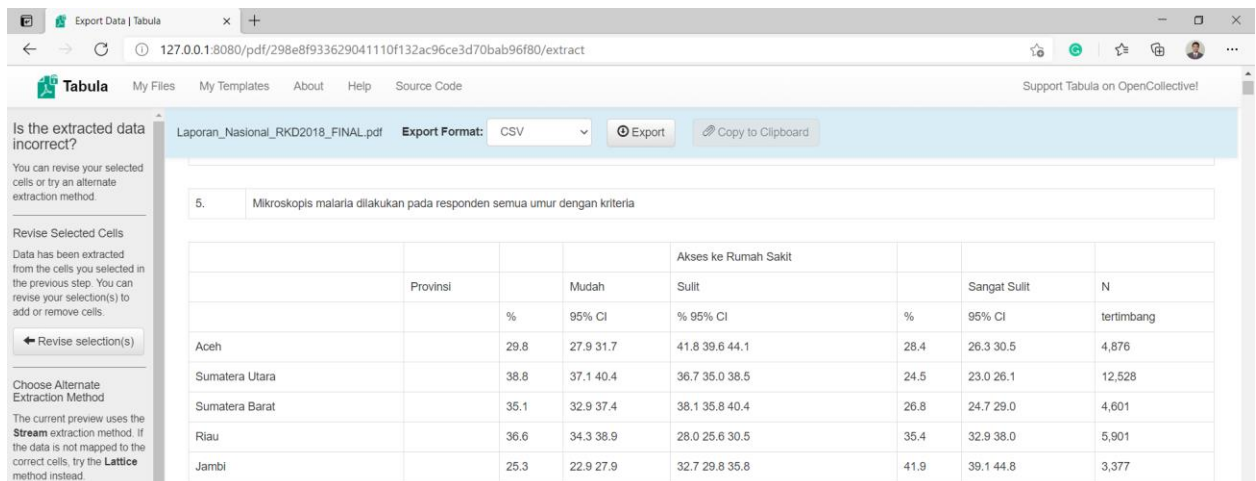 Export Data | Tabula
127.0.0.1:8080/pdf/298e8f933629041110f132ac96ce3d70bab96f80/extract
Tabula My Files My Templates About Help Source Code Support Tabula on OpenCollective!
Is the extracted data
incorrect?
You can revise your selected
cells or try an alternate
extraction method.
Revise Selected Cells
Data has been extracted
from the cells you selected in
the previous step. You can
revise your selection(s) to
add or remove cells.
Revise selection(s)
Choose Alternate
Extraction Method
The current preview uses the
Stream extraction method. If
the data is not mapped to the
correct cells, try the Lattice
method instead.
Laporan_Nasional_RKD2018_FINAL.pdf Export Format: CSV Export Copy to Clipboard
5. Mikroskopis malaria dilakukan pada responden semua umur dengan kriteria
Akses ke Rumah Sakit
Provinsi Mudah Sulit Sangat Sulit N
% 95% CI % 95% CI % 95% CI tertimbang
Aceh 29.8 27.9 31.7 41.8 39.6 44.1 28.4 26.3 30.5 4,876
Sumatera Utara 38.8 37.1 40.4 36.7 35.0 38.5 24.5 23.0 26.1 12,528
Sumatera Barat 35.1 32.9 37.4 38.1 35.8 40.4 26.8 24.7 29.0 4,601
Riau 36.6 34.3 38.9 28.0 25.6 30.5 35.4 32.9 38.0 5,901
Jambi 25.3 22.9 27.9 32.7 29.8 35.8 41.9 39.1 44.8 3,377